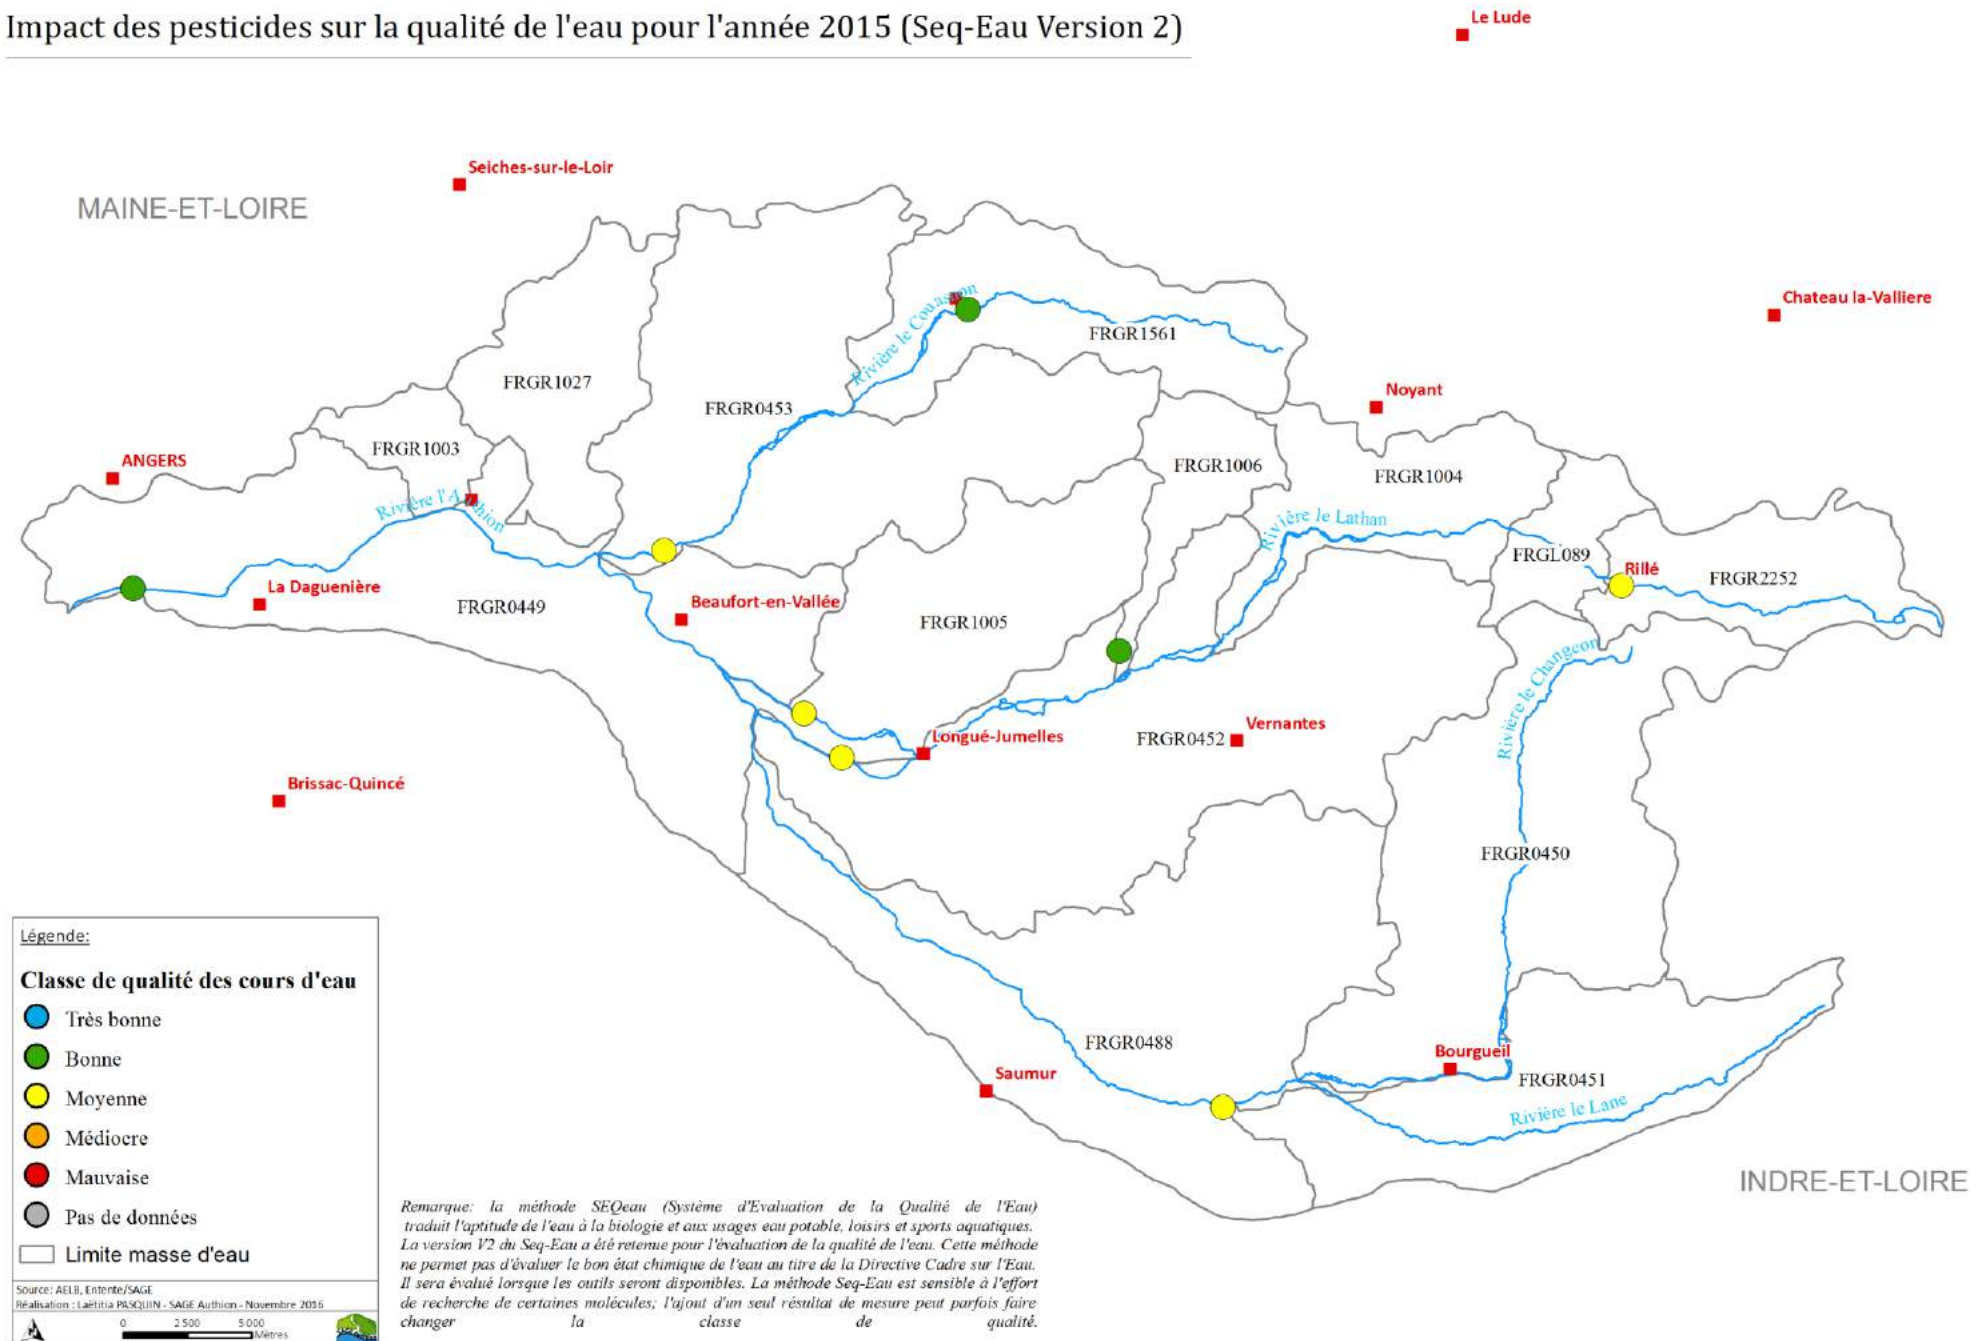 Impact des pesticides sur la qualité de l'eau pour l'année 2015 (Seq-Eau Version 2)
Le Lude
Seiches-sur-le-Loir
MAINE-ET-LOIRE
Chateau la-Valliere
Rivière le Couasnon
FRGR1561
FRGR1027
Noyant
FRGR0453
FRGR1003
ANGERS
FRGR1006
FRGR1004
Rivière l'Authion
Rivière le Lathan
FRGL089
Rillé
FRGR2252
La Daguenière
FRGR0449
Beaufort-en-Vallée
FRGR1005
Rivière le Changeon
Longué-Jumelles
FRGR0452
Vernantes
Brissac-Quincé
FRGR0450
FRGR0488
Bourgueil
Saumur
FRGR0451
Rivière le Lane
INDRE-ET-LOIRE
Légende:
Classe de qualité des cours d'eau
Très bonne
Bonne
Moyenne
Médiocre
Mauvaise
Pas de données
Limite masse d'eau
Source: AELB, Entente/SAGE
Réalisation : Laëtitia PASQUIN - SAGE Authion - Novembre 2016
0 2 500 5 000
Mètres
Remarque: la méthode SEQeau (Système d'Evaluation de la Qualité de l'Eau)
traduit l'aptitude de l'eau à la biologie et aux usages eau potable, loisirs et sports aquatiques.
La version V2 du Seq-Eau a été retenue pour l'évaluation de la qualité de l'eau. Cette méthode
ne permet pas d'évaluer le bon état chimique de l'eau au titre de la Directive Cadre sur l'Eau.
Il sera évalué lorsque les outils seront disponibles. La méthode Seq-Eau est sensible à l'effort
de recherche de certaines molécules; l'ajout d'un seul résultat de mesure peut parfois faire
changer la classe de qualité.